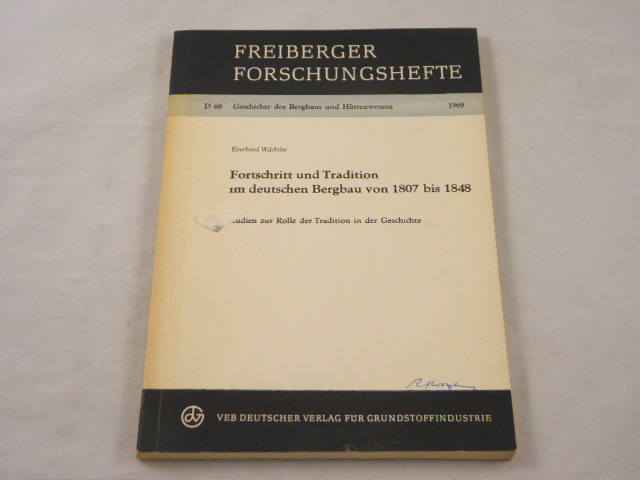 FREIBERGER
FORSCHUNGSHEFTE
D 68 Geschichte des Bergbaus und Hüttenwesens 1969
Eberhard Wächtler
Fortschritt und Tradition
im deutschen Bergbau von 1807 bis 1848
tudien zur Rolle der Tradition in der Geschichte
VEB DEUTSCHER VERLAG FÜR GRUNDSTOFFINDUSTRIE